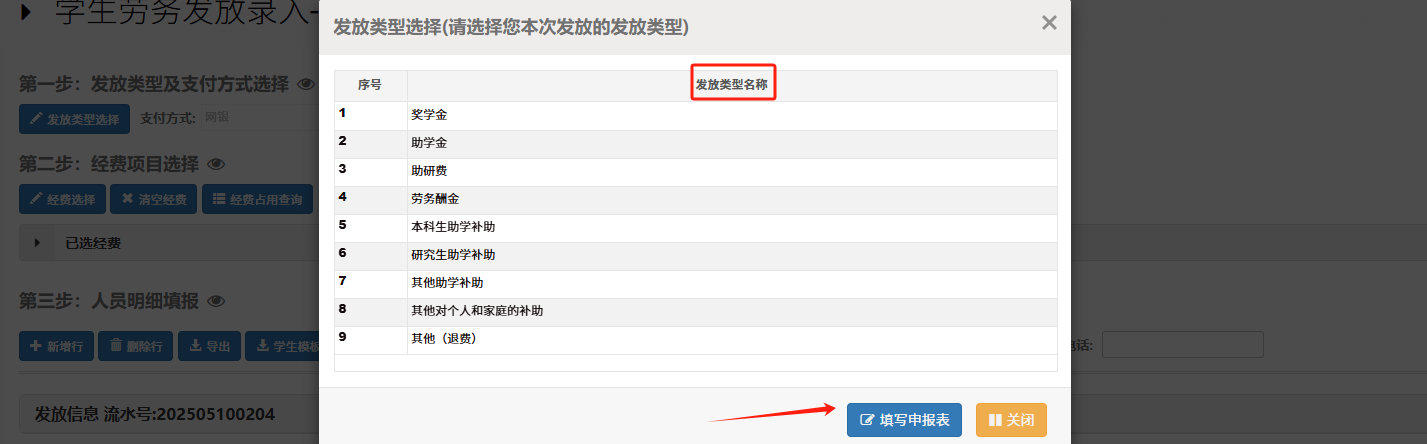 学生劳务发放录入-
发放类型选择(请选择您本次发放的发放类型)
×
第一步：发放类型及支付方式选择
发放类型选择 支付方式: 网银
第二步：经费项目选择
经费选择 清空经费 经费占用查询
已选经费
第三步：人员明细填报
新增行 删除行 导出 学生模板
电话:
发放信息 流水号:202505100204
序号 发放类型名称
1 奖学金
2 助学金
3 助研费
4 劳务酬金
5 本科生助学补助
6 研究生助学补助
7 其他助学补助
8 其他对个人和家庭的补助
9 其他（退费）
填写申报表 关闭